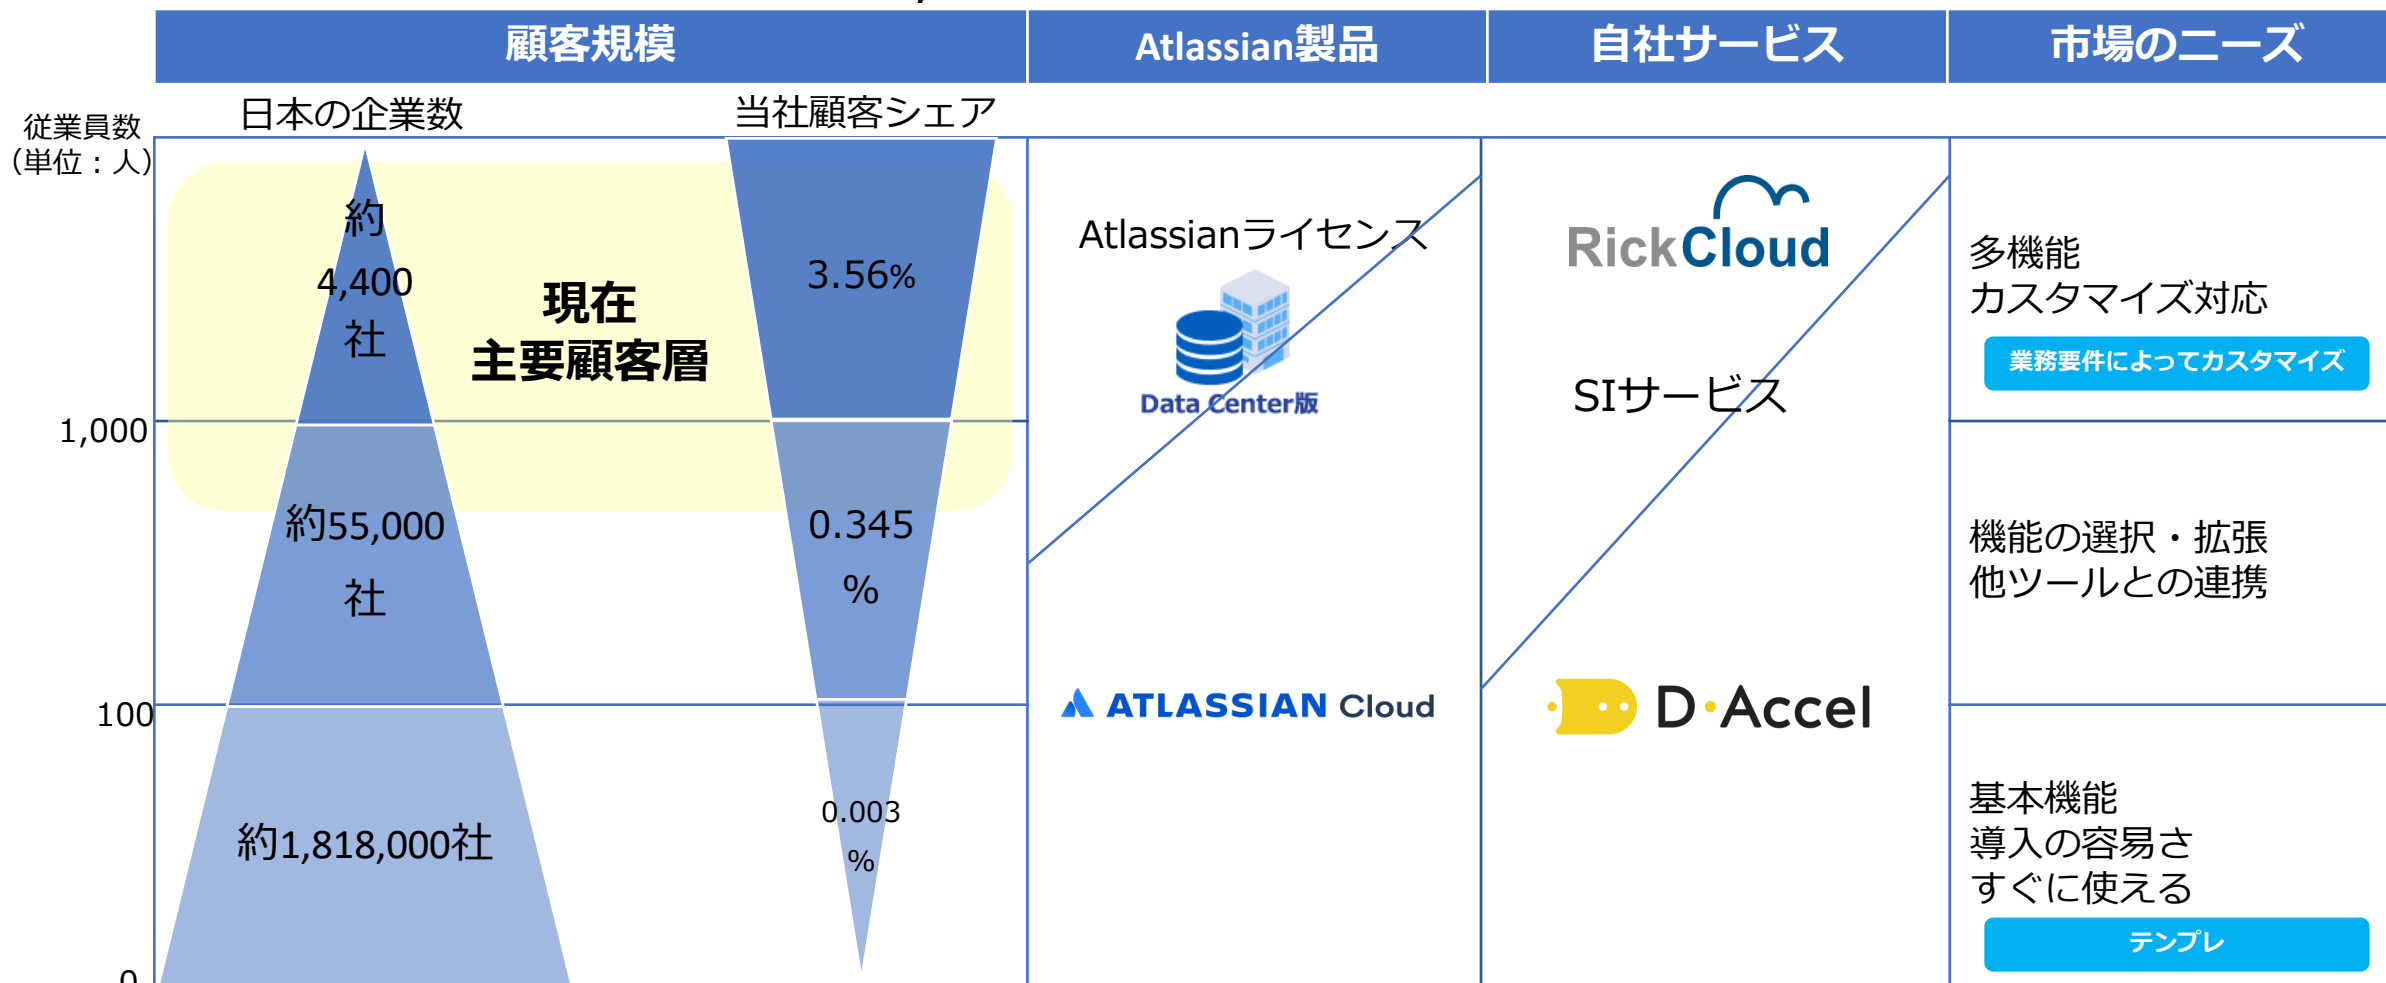 顧客規模
Atlassian製品
自社サービス
市場のニーズ
従業員数
（単位：人）
日本の企業数
当社顧客シェア
約
4,400
社
現在
主要顧客層
3.56%
Atlassianライセンス
Data Center版
RickCloud
SIサービス
多機能
カスタマイズ対応
業務要件によってカスタマイズ
1,000
約55,000
社
0.345
%
機能の選択・拡張
他ツールとの連携
100
ATLASSIAN Cloud
D・Accel
約1,818,000社
0.003
%
基本機能
導入の容易さ
すぐに使える
テンプレ
0